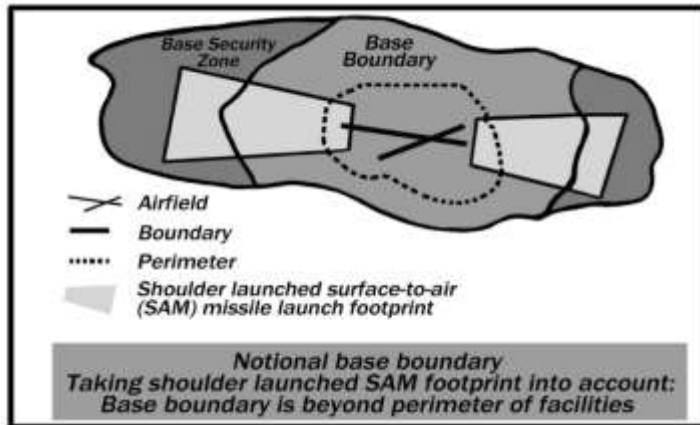 Base Security
Zone
Base
Boundary
Airfield
Boundary
Perimeter
Shoulder launched surface-to-air
(SAM) missile launch footprint
Notional base boundary
Taking shoulder launched SAM footprint into account:
Base boundary is beyond perimeter of facilities